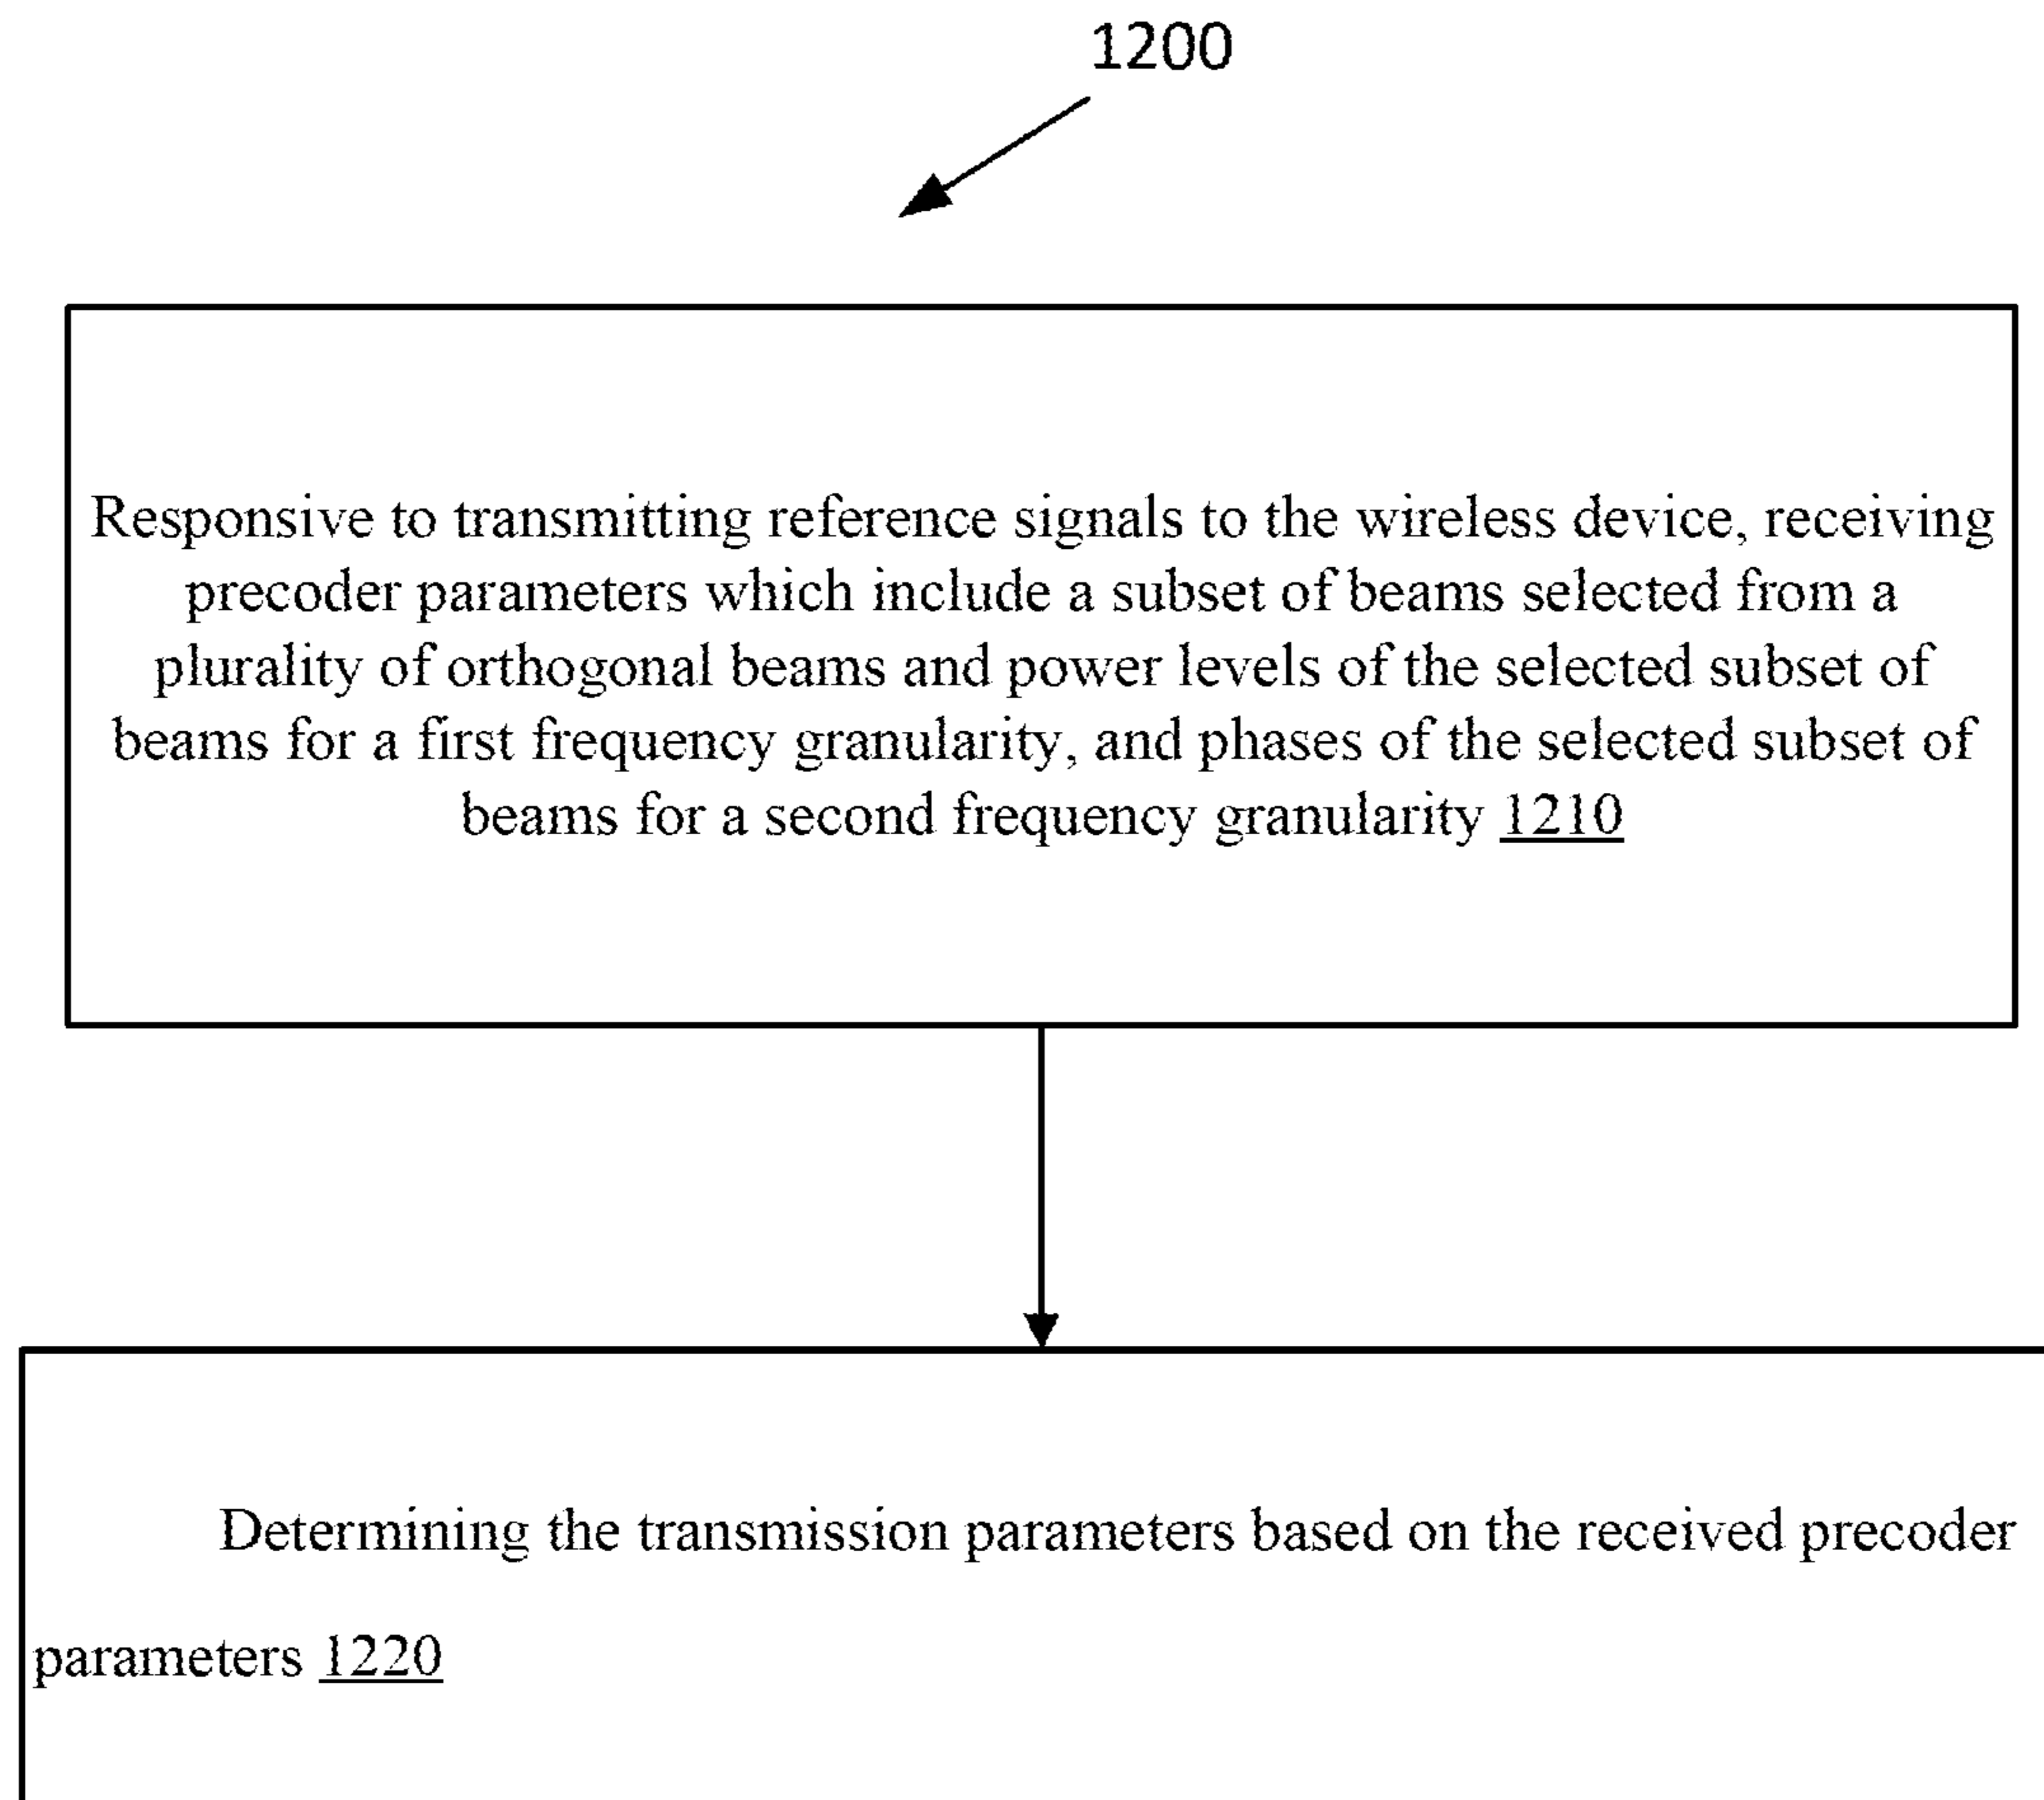 1200
Responsive to transmitting reference signals to the wireless device, receiving
precoder parameters which include a subset of beams selected from a
plurality of orthogonal beams and power levels of the selected subset of
beams for a first frequency granularity, and phases of the selected subset of
beams for a second frequency granularity 1210
Determining the transmission parameters based on the received precoder
parameters 1220